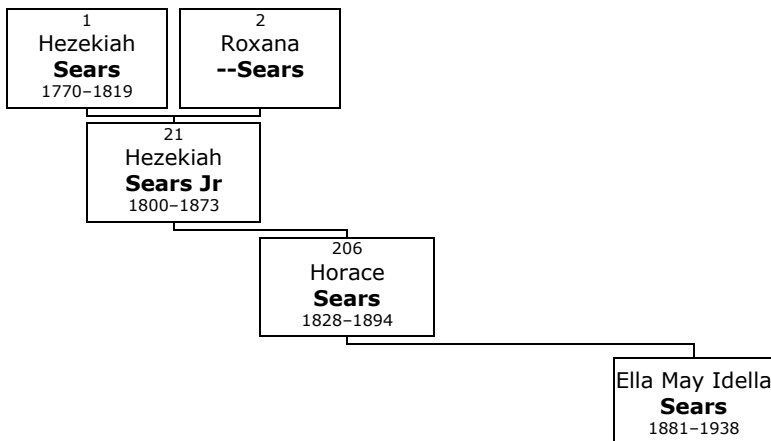 1
Hezekiah
Sears
1770–1819
2
Roxana
--Sears
21
Hezekiah
Sears Jr
1800–1873
206
Horace
Sears
1828–1894
Ella May Idella
Sears
1881–1938